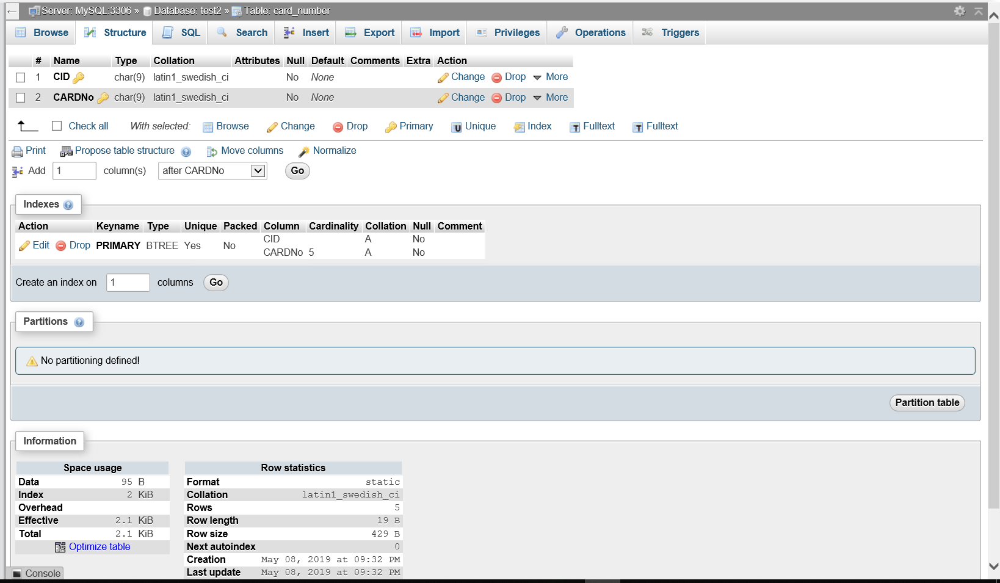 ← Server: MySQL:3306 » Database: test2 » Table: card_number
Browse Structure SQL Search Insert Export Import Privileges Operations Triggers
# Name Type Collation Attributes Null Default Comments Extra Action
1 CID char(9) latin1_swedish_ci No None Change Drop More
2 CARDNo char(9) latin1_swedish_ci No None Change Drop More
Check all With selected: Browse Change Drop Primary Unique Index Fulltext Fulltext
Print Propose table structure Move columns Normalize
Add 1 column(s) after CARDNo Go
Indexes
Action Keyname Type Unique Packed Column Cardinality Collation Null Comment
CID A No
Edit Drop PRIMARY BTREE Yes No
CARDNo 5 A No
Create an index on 1 columns Go
Partitions
No partitioning defined!
Partition table
Information
Space usage
Data 95 B
Index 2 KiB
Overhead
Effective 2.1 KiB
Total 2.1 KiB
Optimize table
Row statistics
Format static
Collation latin1_swedish_ci
Rows 5
Row length 19 B
Row size 429 B
Next autoindex 0
Creation May 08, 2019 at 09:32 PM
Last update May 08, 2019 at 09:32 PM
Console